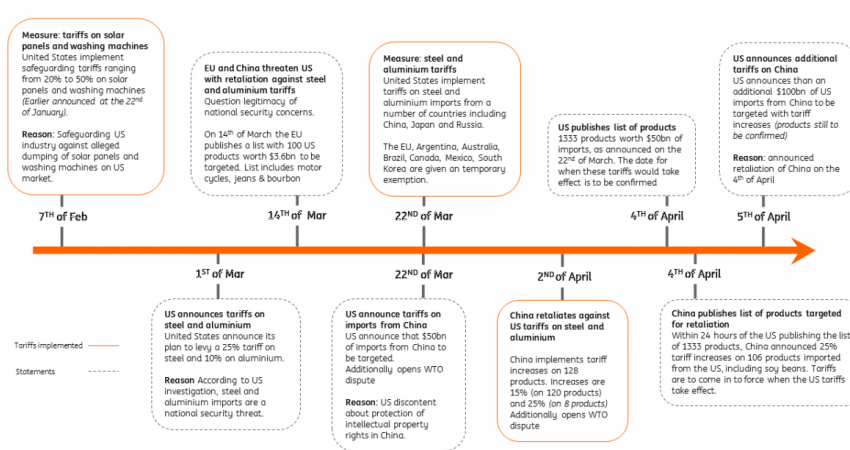 Measure: tariffs on solar
panels and washing machines
United States implement
safeguarding tariffs ranging
from 20% to 50% on solar
panels and washing machines
(Earlier announced at the 22nd
of January).
Reason: Safeguarding US
industry against alleged
dumping of solar panels and
washing machines on US
market.
EU and China threaten US
with retaliation against steel
and aluminium tariffs
Question legitimacy of
national security concerns.
On 14th of March the EU
publishes a list with 100 US
products worth $3.6bn to be
targeted. List includes motor
cycles, jeans & bourbon
Measure: steel and
aluminium tariffs
United States implement
tariffs on steel and
aluminium imports from a
number of countries including
China, Japan and Russia.
The EU, Argentina, Australia,
Brazil, Canada, Mexico, South
Korea are given an temporary
exemption.
US publishes list of products
1333 products worth $50bn of
imports, as announced on the
22nd of March. The date for
when these tariffs would take
effect is to be confirmed
US announces additional
tariffs on China
US announces than an
additional $100bn of US
imports from China to be
targeted with tariff
increases (products still to
be confirmed)
Reason: announced
retaliation of China on the
4th of April
7TH of Feb
14TH of Mar
22ND of Mar
4TH of April
5TH of April
1ST of Mar
22ND of Mar
2ND of April
4TH of April
US announces tariffs on
steel and aluminium
United States announce its
plan to levy a 25% tariff on
steel and 10% on aluminium.
Reason According to US
investigation, steel and
aluminium imports are a
national security threat.
US announce tariffs on
imports from China
US announce that $50bn
of imports from China to
be targeted.
Additionally opens WTO
dispute
Reason: US discontent
about protection of
intellectual property
rights in China.
China retaliates against
US tariffs on steel and
aluminium
China implements tariff
increases on 128
products. Increases are
15% (on 120 products)
and 25% (on 8 products)
Additionally opens WTO
dispute
China publishes list of products targeted
for retaliation
Within 24 hours of the US publishing the list
of 1333 products, China announced 25%
tariff increases on 106 products imported
from the US, including soy beans. Tariffs
are to come in to force when the US tariffs
take effect.
Tariffs implemented
Statements